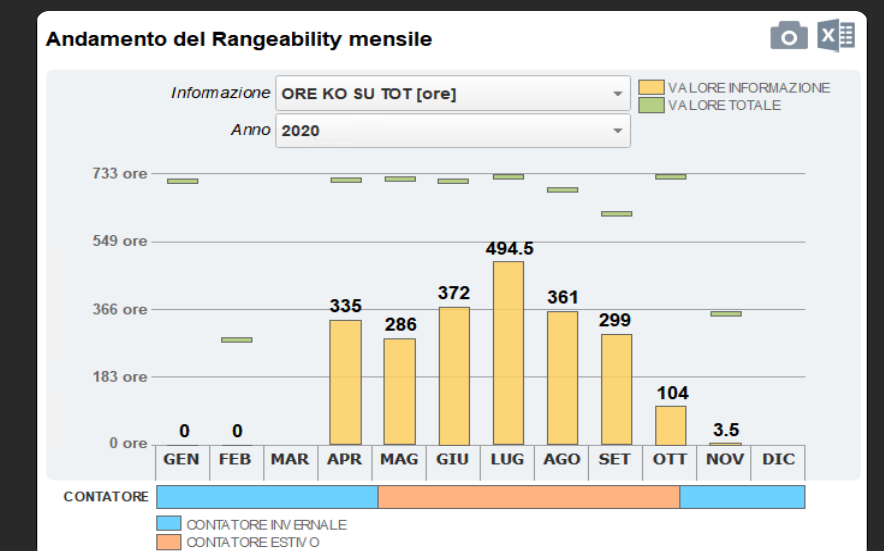 Andamento del Rangeability mensile
Informazione ORE KO SU TOT [ore]
VALORE INFORMAZIONE
VALORE TOTALE
Anno 2020
733 ore
549 ore
494.5
372
361
366 ore
335
299
286
183 ore
104
3.5
0
0
0 ore
GEN FEB MAR APR MAG GIU LUG AGO SET OTT NOV DIC
CONTATORE
CONTATORE INVERNALE
CONTATORE ESTIVO